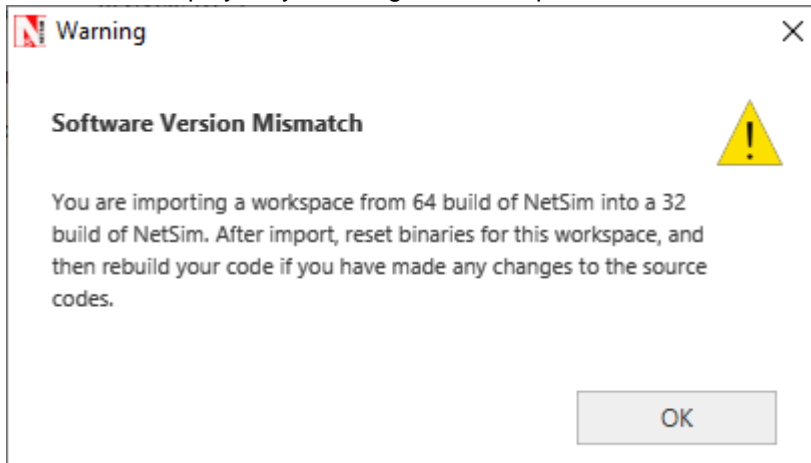 Warning
Software Version Mismatch
You are importing a workspace from 64 build of NetSim into a 32
build of NetSim. After import, reset binaries for this workspace, and
then rebuild your code if you have made any changes to the source
codes.
OK